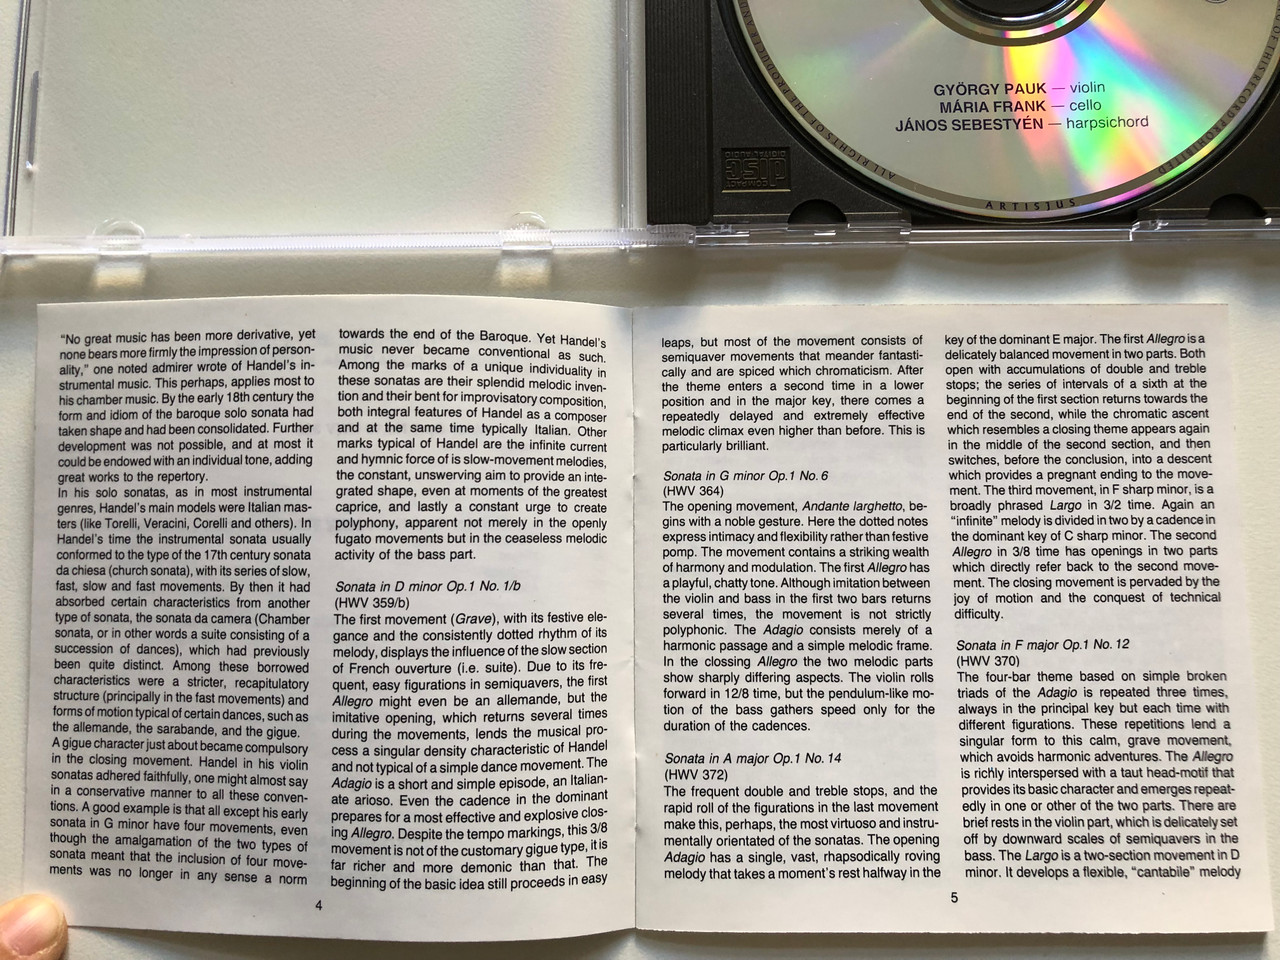 GYÖRGY PAUK — violin
MÁRIA FRANK — cello
JÁNOS SEBESTYÉN — harpsichord
COMPACT
disc
DIGITAL AUDIO
ALL RIGHTS OF THE PRODUCER AN
ARTISJUS
OF THIS RECORD PROHIBITED
“No great music has been more derivative, yet
none bears more firmly the impression of person-
ality,” one noted admirer wrote of Handel’s in-
strumental music. This perhaps, applies most to
his chamber music. By the early 18th century the
form and idiom of the baroque solo sonata had
taken shape and had been consolidated. Further
development was not possible, and at most it
could be endowed with an individual tone, adding
great works to the repertory.
In his solo sonatas, as in most instrumental
genres, Handel’s main models were Italian mas-
ters (like Torelli, Veracini, Corelli and others). In
Handel’s time the instrumental sonata usually
conformed to the type of the 17th century sonata
da chiesa (church sonata), with its series of slow,
fast, slow and fast movements. By then it had
absorbed certain characteristics from another
type of sonata, the sonata da camera (Chamber
sonata, or in other words a suite consisting of a
succession of dances), which had previously
been quite distinct. Among these borrowed
characteristics were a stricter, recapitulatory
structure (principally in the fast movements) and
forms of motion typical of certain dances, such as
the allemande, the sarabande, and the gigue.
A gigue character just about became compulsory
in the closing movement. Handel in his violin
sonatas adhered faithfully, one might almost say
in a conservative manner to all these conven-
tions. A good example is that all except his early
sonata in G minor have four movements, even
though the amalgamation of the two types of
sonata meant that the inclusion of four move-
ments was no longer in any sense a norm
towards the end of the Baroque. Yet Handel’s
music never became conventional as such.
Among the marks of a unique individuality in
these sonatas are their splendid melodic inven-
tion and their bent for improvisatory composition,
both integral features of Handel as a composer
and at the same time typically Italian. Other
marks typical of Handel are the infinite current
and hymnic force of is slow-movement melodies,
the constant, unswerving aim to provide an inte-
grated shape, even at moments of the greatest
caprice, and lastly a constant urge to create
polyphony, apparent not merely in the openly
fugato movements but in the ceaseless melodic
activity of the bass part.
Sonata in D minor Op.1 No. 1/b
(HWV 359/b)
The first movement (Grave), with its festive ele-
gance and the consistently dotted rhythm of its
melody, displays the influence of the slow section
of French ouverture (i.e. suite). Due to its fre-
quent, easy figurations in semiquavers, the first
Allegro might even be an allemande, but the
imitative opening, which returns several times
during the movements, lends the musical pro-
cess a singular density characteristic of Handel
and not typical of a simple dance movement. The
Adagio is a short and simple episode, an Italian-
ate arioso. Even the cadence in the dominant
prepares for a most effective and explosive clos-
ing Allegro. Despite the tempo markings, this 3/8
movement is not of the customary gigue type, it is
far richer and more demonic than that. The
beginning of the basic idea still proceeds in easy
4
leaps, but most of the movement consists of
semiquaver movements that meander fantasti-
cally and are spiced which chromaticism. After
the theme enters a second time in a lower
position and in the major key, there comes a
repeatedly delayed and extremely effective
melodic climax even higher than before. This is
particularly brilliant.
Sonata in G minor Op.1 No. 6
(HWV 364)
The opening movement, Andante larghetto, be-
gins with a noble gesture. Here the dotted notes
express intimacy and flexibility rather than festive
pomp. The movement contains a striking wealth
of harmony and modulation. The first Allegro has
a playful, chatty tone. Although imitation between
the violin and bass in the first two bars returns
several times, the movement is not strictly
polyphonic. The Adagio consists merely of a
harmonic passage and a simple melodic frame.
In the clossing Allegro the two melodic parts
show sharply differing aspects. The violin rolls
forward in 12/8 time, but the pendulum-like mo-
tion of the bass gathers speed only for the
duration of the cadences.
Sonata in A major Op.1 No. 14
(HWV 372)
The frequent double and treble stops, and the
rapid roll of the figurations in the last movement
make this, perhaps, the most virtuoso and instru-
mentally orientated of the sonatas. The opening
Adagio has a single, vast, rhapsodically roving
melody that takes a moment’s rest halfway in the
key of the dominant E major. The first Allegro is a
delicately balanced movement in two parts. Both
open with accumulations of double and treble
stops; the series of intervals of a sixth at the
beginning of the first section returns towards the
end of the second, while the chromatic ascent
which resembles a closing theme appears again
in the middle of the second section, and then
switches, before the conclusion, into a descent
which provides a pregnant ending to the move-
ment. The third movement, in F sharp minor, is a
broadly phrased Largo in 3/2 time. Again an
“infinite” melody is divided in two by a cadence in
the dominant key of C sharp minor. The second
Allegro in 3/8 time has openings in two parts
which directly refer back to the second move-
ment. The closing movement is pervaded by the
joy of motion and the conquest of technical
difficulty.
Sonata in F major Op.1 No. 12
(HWV 370)
The four-bar theme based on simple broken
triads of the Adagio is repeated three times,
always in the principal key but each time with
different figurations. These repetitions lend a
singular form to this calm, grave movement,
which avoids harmonic adventures. The Allegro
is richly interspersed with a taut head-motif that
provides its basic character and emerges repeat-
edly in one or other of the two parts. There are
brief rests in the violin part, which is delicately set
off by downward scales of semiquavers in the
bass. The Largo is a two-section movement in D
minor. It develops a flexible, “cantabile” melody
5